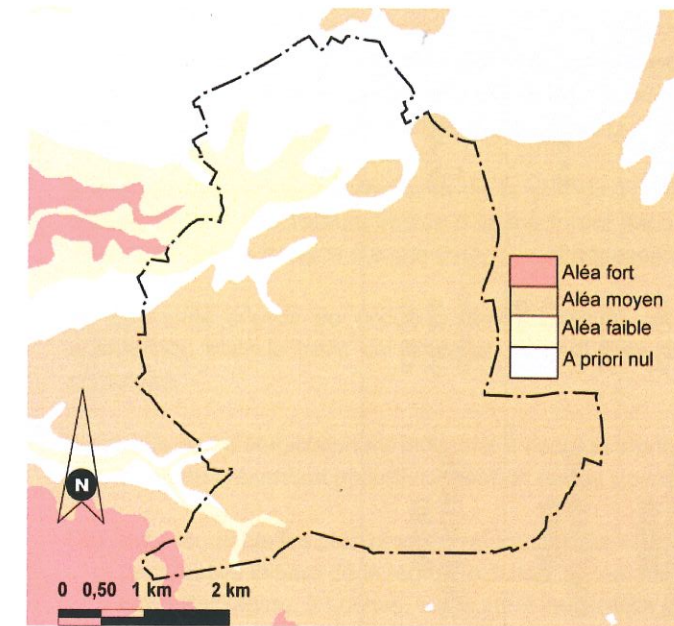 Aléa fort
Aléa moyen
Aléa faible
A priori nul
N
0 0,50 1 km 2 km